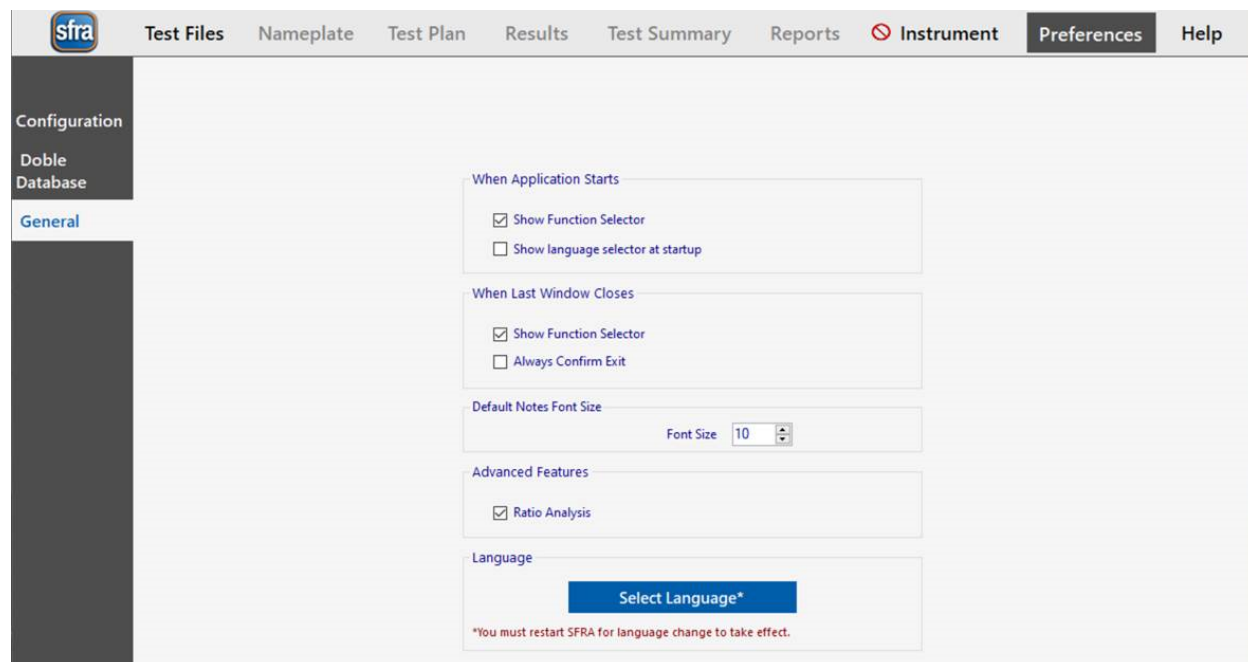 sfra
Test Files Nameplate Test Plan Results Test Summary Reports Instrument Preferences Help
Configuration
Doble
Database
General
When Application Starts
Show Function Selector
Show language selector at startup
When Last Window Closes
Show Function Selector
Always Confirm Exit
Default Notes Font Size
Font Size 10
Advanced Features
Ratio Analysis
Language
Select Language*
*You must restart SFRA for language change to take effect.